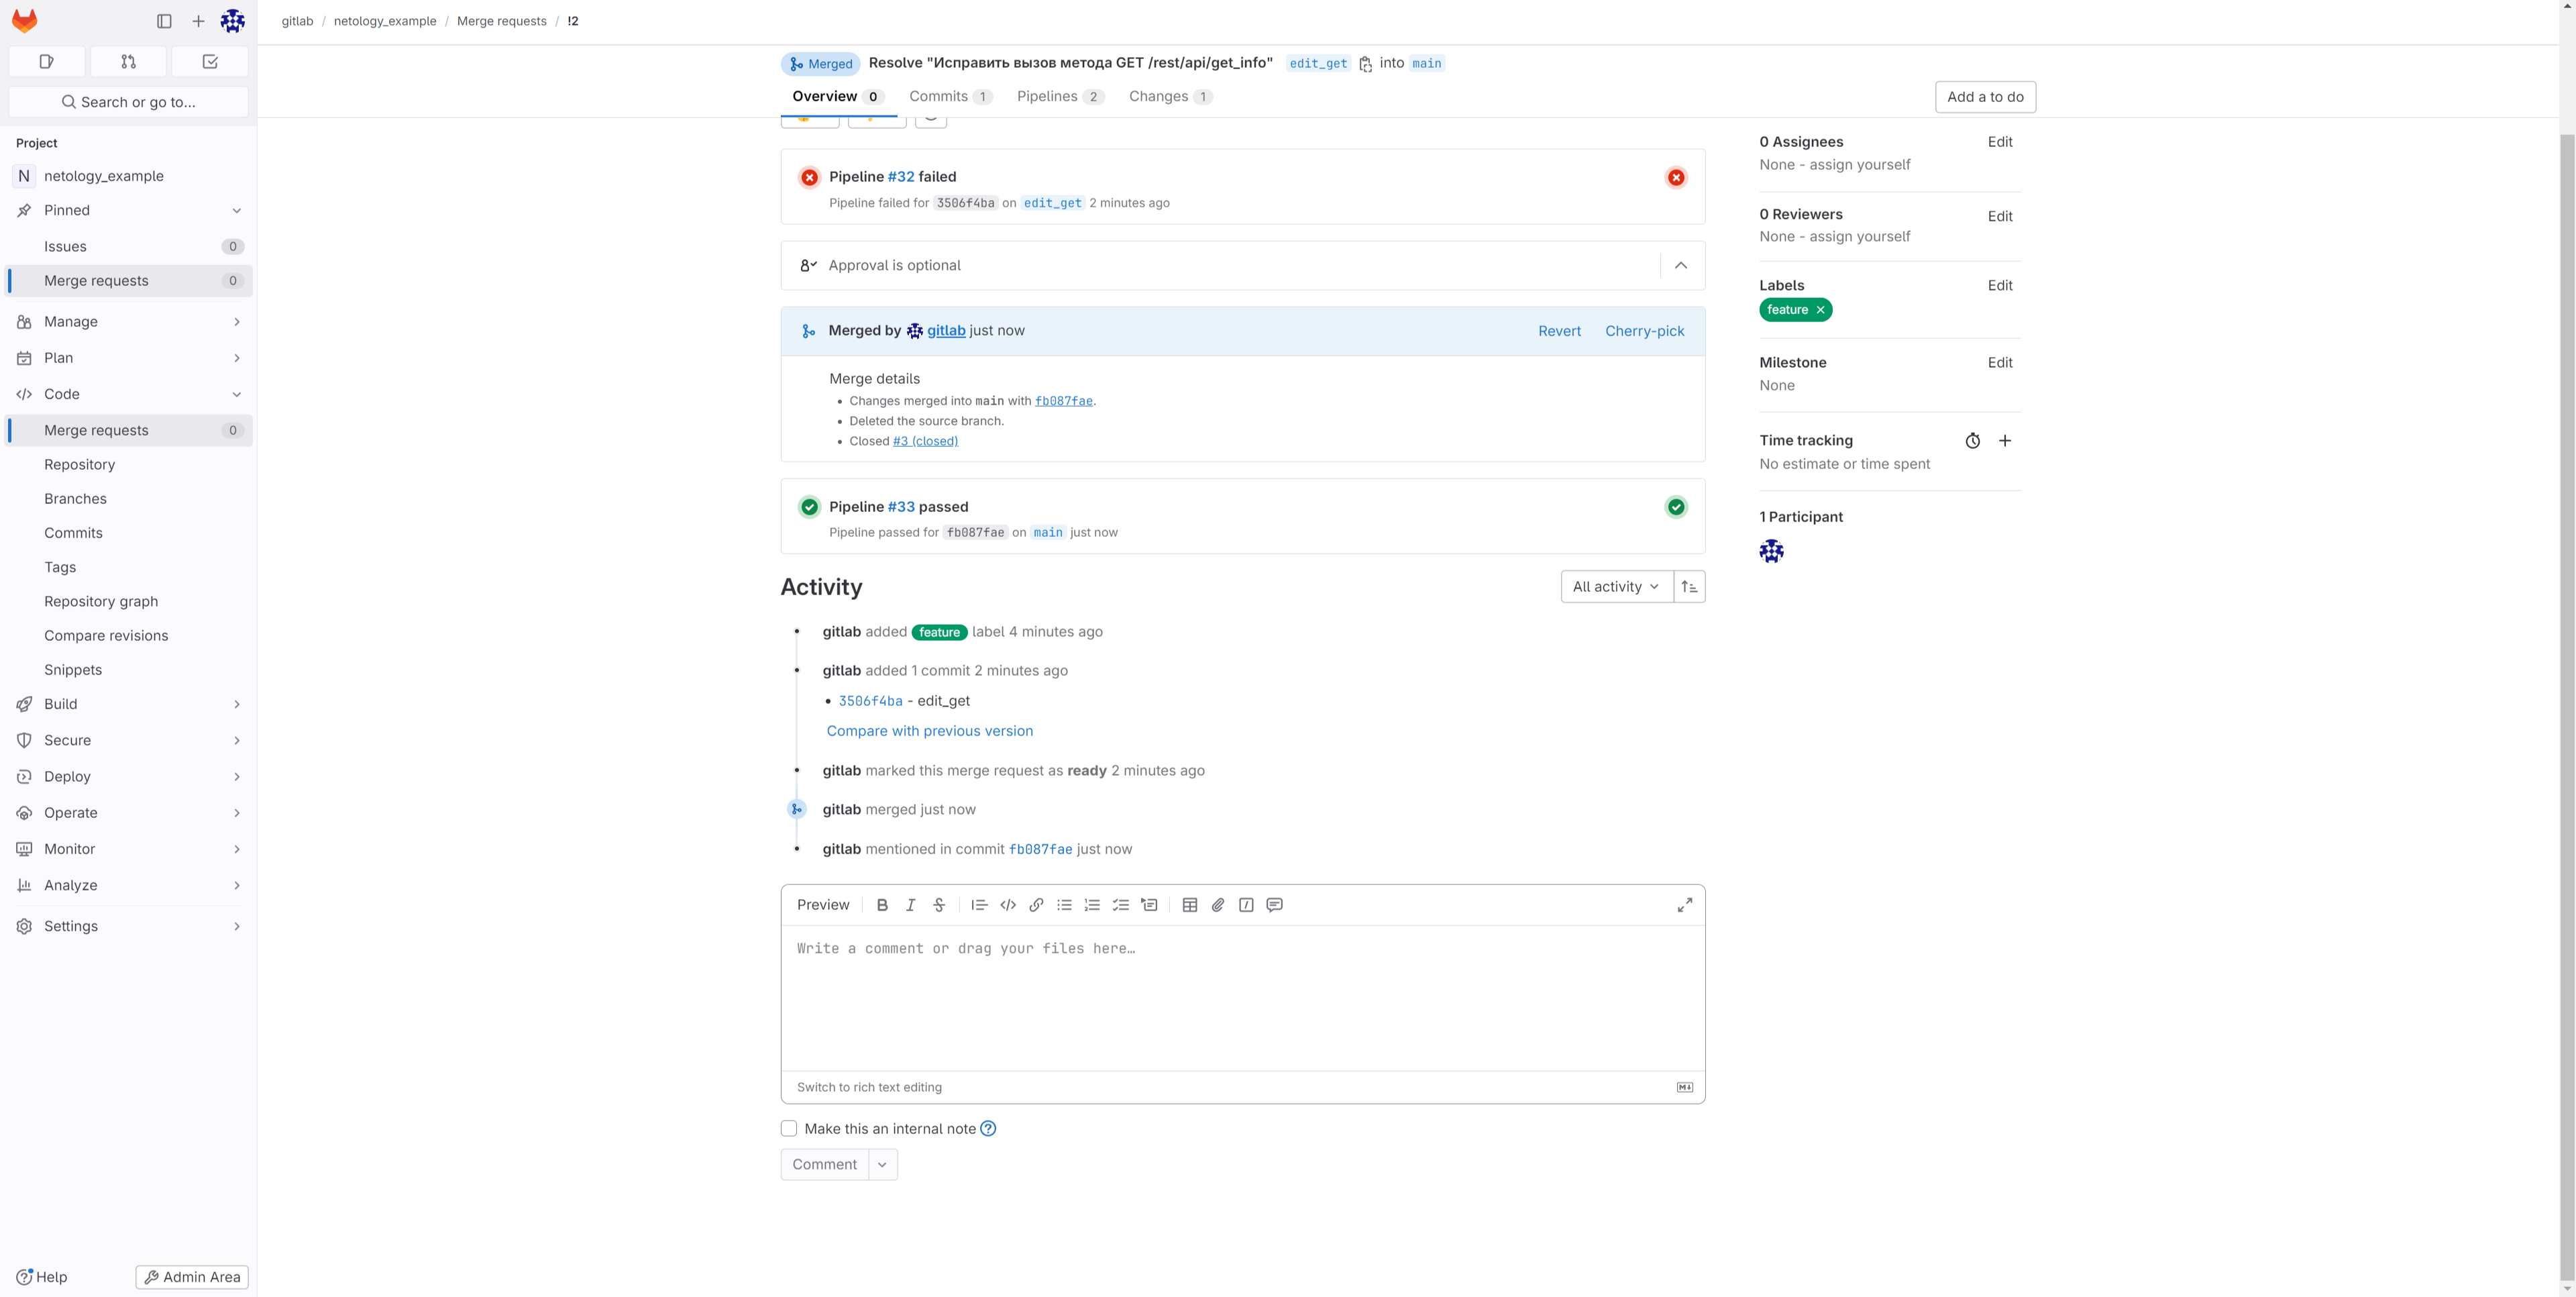 gitlab / netology_example / Merge requests / !2
Search or go to...
Project
N netology_example
Pinned
Issues 0
Merge requests 0
Manage
Plan
Code
Merge requests 0
Repository
Branches
Commits
Tags
Repository graph
Compare revisions
Snippets
Build
Secure
Deploy
Operate
Monitor
Analyze
Settings
Help
Admin Area
Merged Resolve "Исправить вызов метода GET /rest/api/get_info" edit_get into main
Overview 0 Commits 1 Pipelines 2 Changes 1
Add a to do
Pipeline #32 failed
Pipeline failed for 3506f4ba on edit_get 2 minutes ago
Approval is optional
Merged by gitlab just now
Revert Cherry-pick
Merge details
• Changes merged into main with fb087fae.
• Deleted the source branch.
• Closed #3 (closed)
Pipeline #33 passed
Pipeline passed for fb087fae on main just now
Activity
All activity
gitlab added feature label 4 minutes ago
gitlab added 1 commit 2 minutes ago
• 3506f4ba - edit_get
Compare with previous version
gitlab marked this merge request as ready 2 minutes ago
gitlab merged just now
gitlab mentioned in commit fb087fae just now
Preview
Write a comment or drag your files here…
Switch to rich text editing
Make this an internal note
Comment
0 Assignees Edit
None - assign yourself
0 Reviewers Edit
None - assign yourself
Labels Edit
feature
Milestone Edit
None
Time tracking
No estimate or time spent
1 Participant